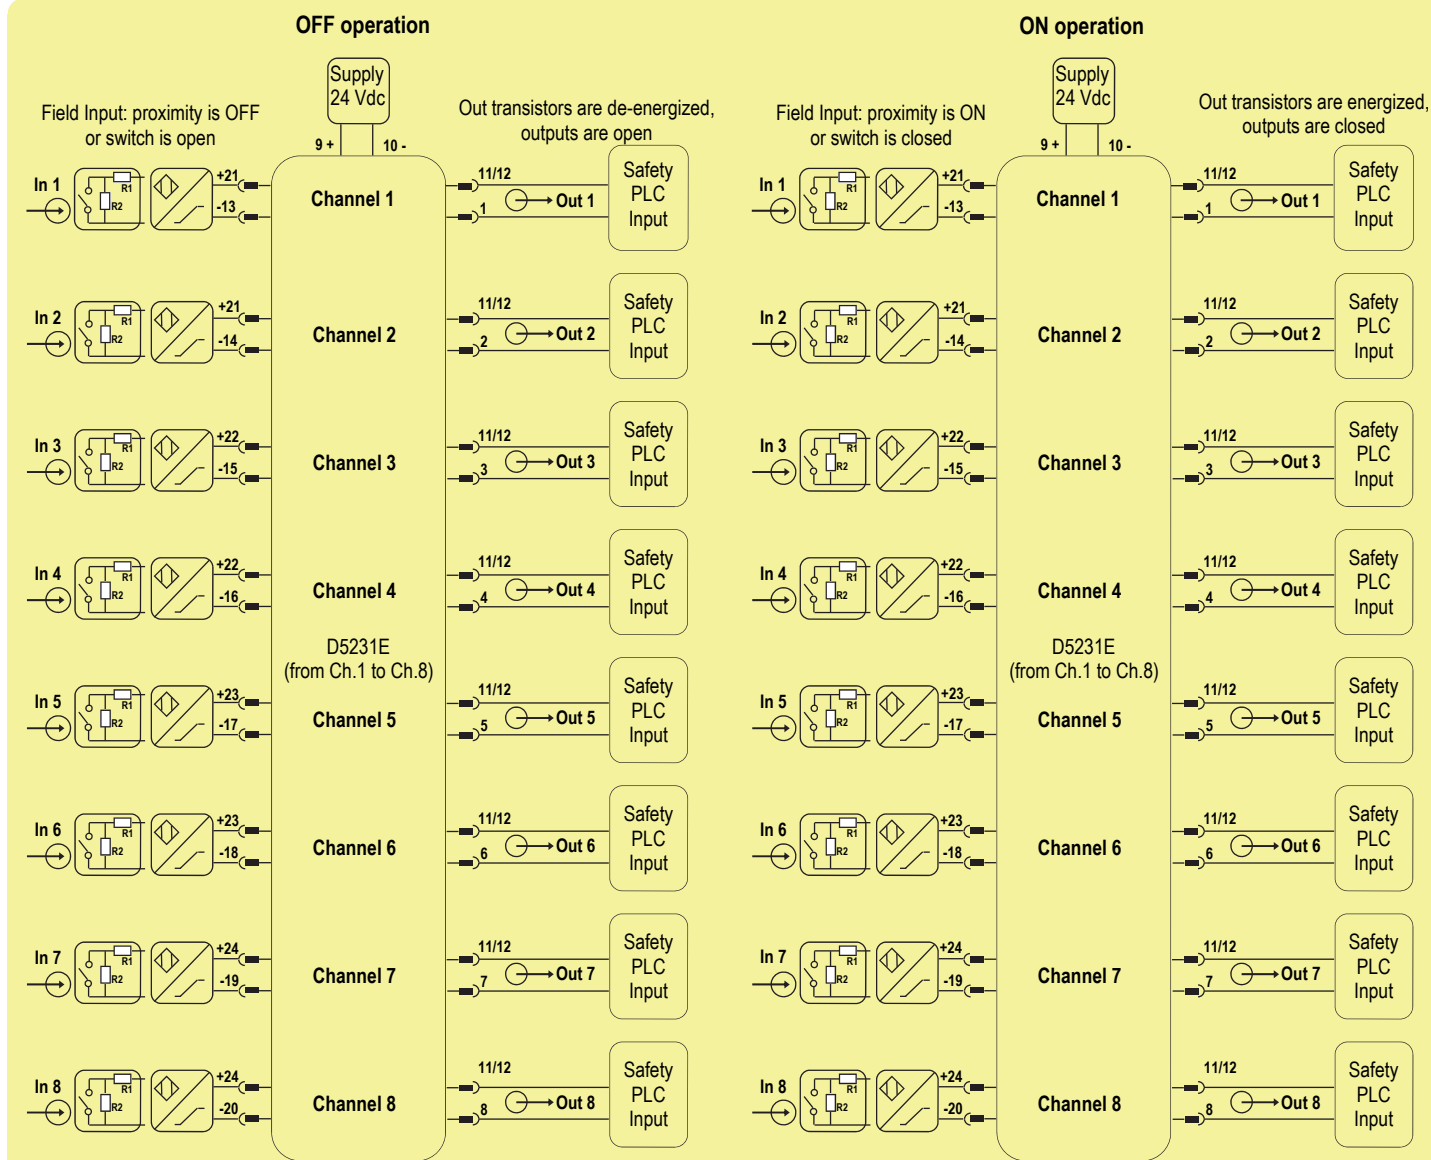 OFF operation
Supply
24 Vdc
Field Input: proximity is OFF
or switch is open
Out transistors are de-energized,
outputs are open
9 +
10 -
In 1
R1
R2
+21
-13
Channel 1
11/12
1
Out 1
Safety
PLC
Input
In 2
R1
R2
+21
-14
Channel 2
11/12
2
Out 2
Safety
PLC
Input
In 3
R1
R2
+22
-15
Channel 3
11/12
3
Out 3
Safety
PLC
Input
In 4
R1
R2
+22
-16
Channel 4
11/12
4
Out 4
Safety
PLC
Input
D5231E
(from Ch.1 to Ch.8)
In 5
R1
R2
+23
-17
Channel 5
11/12
5
Out 5
Safety
PLC
Input
In 6
R1
R2
+23
-18
Channel 6
11/12
6
Out 6
Safety
PLC
Input
In 7
R1
R2
+24
-19
Channel 7
11/12
7
Out 7
Safety
PLC
Input
In 8
R1
R2
+24
-20
Channel 8
11/12
8
Out 8
Safety
PLC
Input
ON operation
Supply
24 Vdc
Field Input: proximity is ON
or switch is closed
Out transistors are energized,
outputs are closed
9 +
10 -
In 1
R1
R2
+21
-13
Channel 1
11/12
1
Out 1
Safety
PLC
Input
In 2
R1
R2
+21
-14
Channel 2
11/12
2
Out 2
Safety
PLC
Input
In 3
R1
R2
+22
-15
Channel 3
11/12
3
Out 3
Safety
PLC
Input
In 4
R1
R2
+22
-16
Channel 4
11/12
4
Out 4
Safety
PLC
Input
D5231E
(from Ch.1 to Ch.8)
In 5
R1
R2
+23
-17
Channel 5
11/12
5
Out 5
Safety
PLC
Input
In 6
R1
R2
+23
-18
Channel 6
11/12
6
Out 6
Safety
PLC
Input
In 7
R1
R2
+24
-19
Channel 7
11/12
7
Out 7
Safety
PLC
Input
In 8
R1
R2
+24
-20
Channel 8
11/12
8
Out 8
Safety
PLC
Input